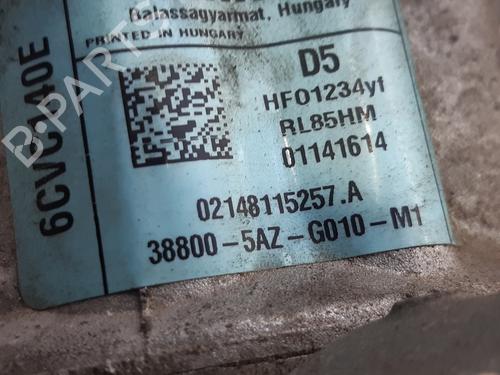 Balassagyarmat, Hungary
PRINTED IN HUNGARY
6CVC140E
D5
HFO1234yf
RL85HM
01141614
02148115257.A
38800-5AZ-G010-M1
B-Parts